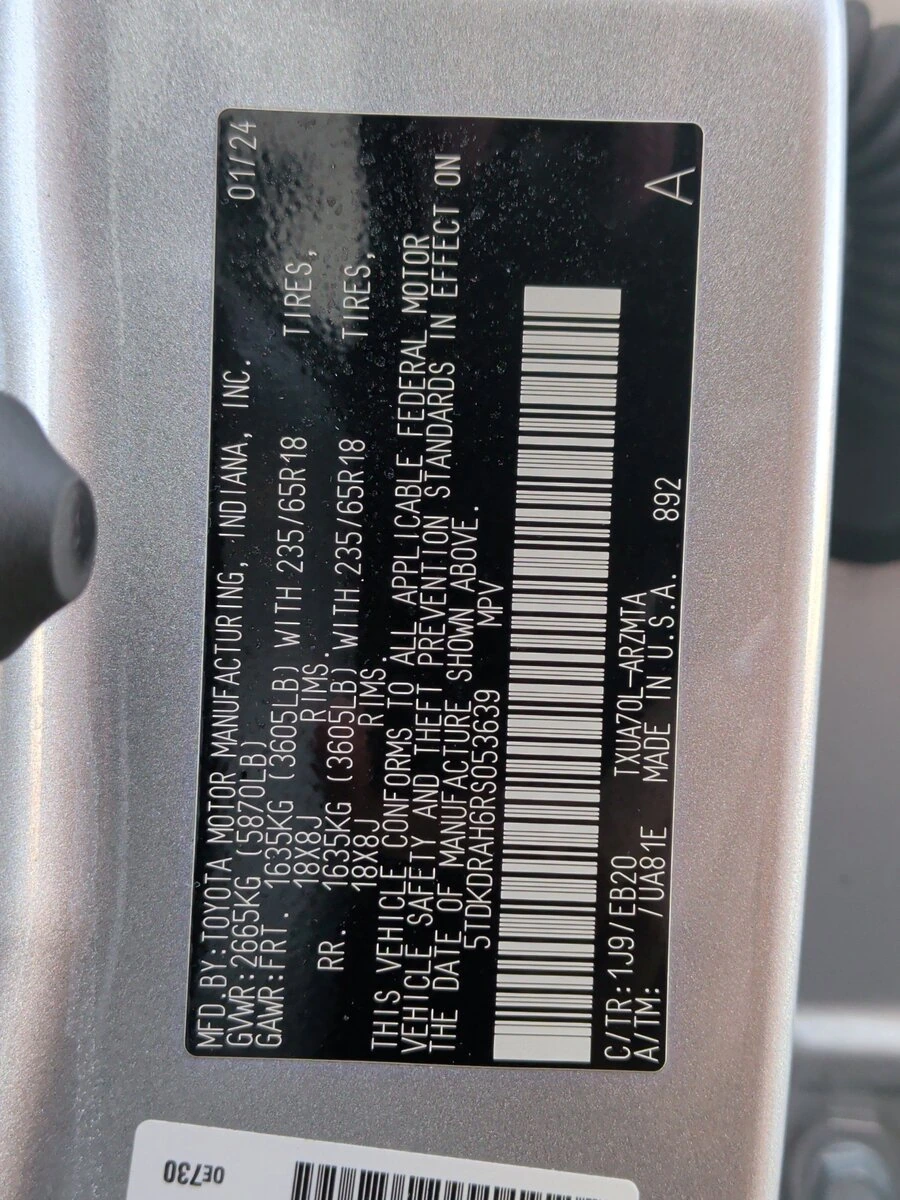 MFD.BY:TOYOTA MOTOR MANUFACTURING, INDIANA, INC. 01/24
GVWR:2665KG (5870LB)
GAWR:FRT. 1635KG (3605LB) WITH 235/65R18 TIRES,
18X8J RIMS.
RR. 1635KG (3605LB) WITH 235/65R18 TIRES,
18X8J RIMS.
THIS VEHICLE CONFORMS TO ALL APPLICABLE FEDERAL MOTOR
VEHICLE SAFETY AND THEFT PREVENTION STANDARDS IN EFFECT ON
THE DATE OF MANUFACTURE SHOWN ABOVE.
5TDKDRAH6RS053639 MPV
C/TR:1J9/EB20 TXUA70L-ARZMTA
A/TM: /UA81E MADE IN U.S.A. 892
A
0E730